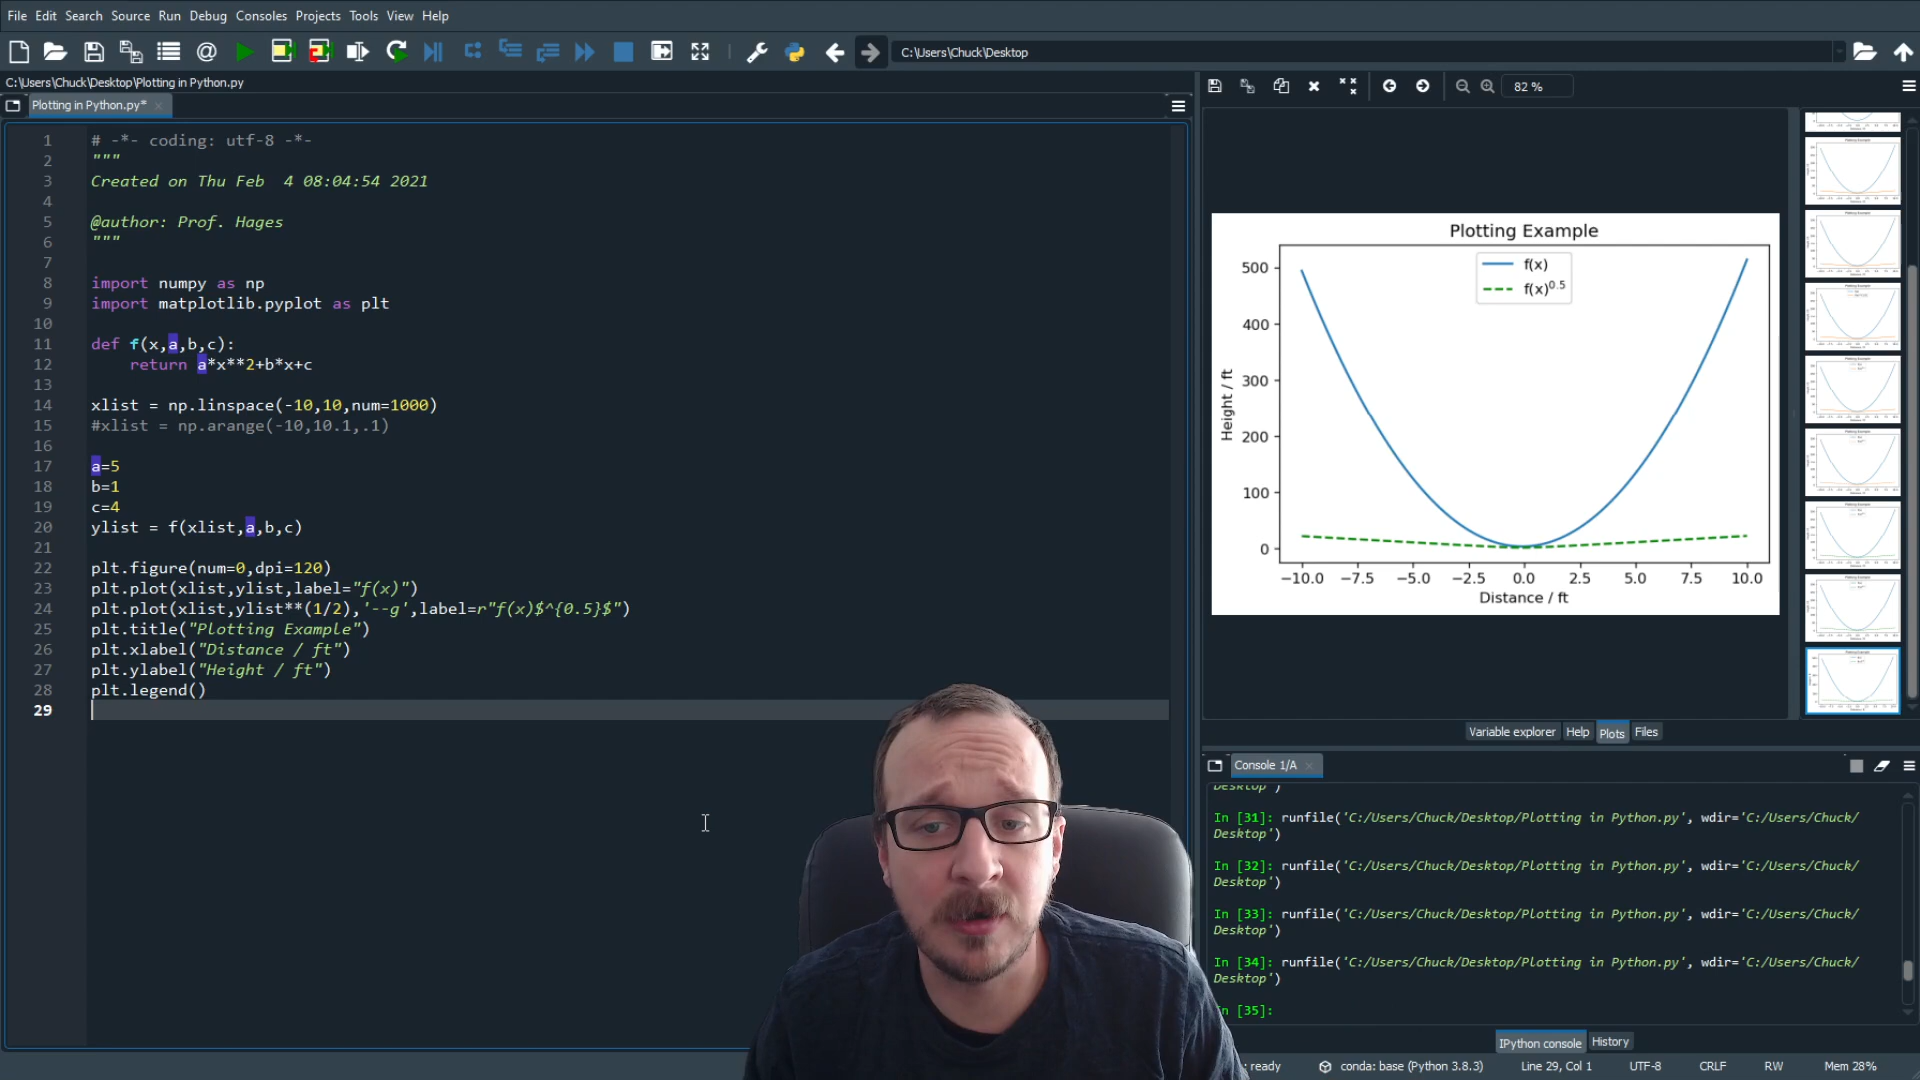 File Edit Search Source Run Debug Consoles Projects Tools View Help
C:\Users\Chuck\Desktop
C:\Users\Chuck\Desktop\Plotting in Python.py
Plotting in Python.py*
1 # -*- coding: utf-8 -*-
2 """
3 Created on Thu Feb  4 08:04:54 2021
4
5 @author: Prof. Hages
6 """
7
8 import numpy as np
9 import matplotlib.pyplot as plt
10
11 def f(x,a,b,c):
12     return a*x**2+b*x+c
13
14 xlist = np.linspace(-10,10,num=1000)
15 #xlist = np.arange(-10,10.1,.1)
16
17 a=5
18 b=1
19 c=4
20 ylist = f(xlist,a,b,c)
21
22 plt.figure(num=0,dpi=120)
23 plt.plot(xlist,ylist,label="f(x)")
24 plt.plot(xlist,ylist**(1/2),'--g',label=r"f(x)$^{0.5}$")
25 plt.title("Plotting Example")
26 plt.xlabel("Distance / ft")
27 plt.ylabel("Height / ft")
28 plt.legend()
29
82 %
Plotting Example
f(x)
f(x)^0.5
Height / ft
500
400
300
200
100
0
−10.0 −7.5 −5.0 −2.5 0.0 2.5 5.0 7.5 10.0
Distance / ft
Variable explorer Help Plots Files
Console 1/A
Desktop')
In [31]: runfile('C:/Users/Chuck/Desktop/Plotting in Python.py', wdir='C:/Users/Chuck/
Desktop')
In [32]: runfile('C:/Users/Chuck/Desktop/Plotting in Python.py', wdir='C:/Users/Chuck/
Desktop')
In [33]: runfile('C:/Users/Chuck/Desktop/Plotting in Python.py', wdir='C:/Users/Chuck/
Desktop')
In [34]: runfile('C:/Users/Chuck/Desktop/Plotting in Python.py', wdir='C:/Users/Chuck/
Desktop')
n [35]:
IPython console History
: ready conda: base (Python 3.8.3) Line 29, Col 1 UTF-8 CRLF RW Mem 28%